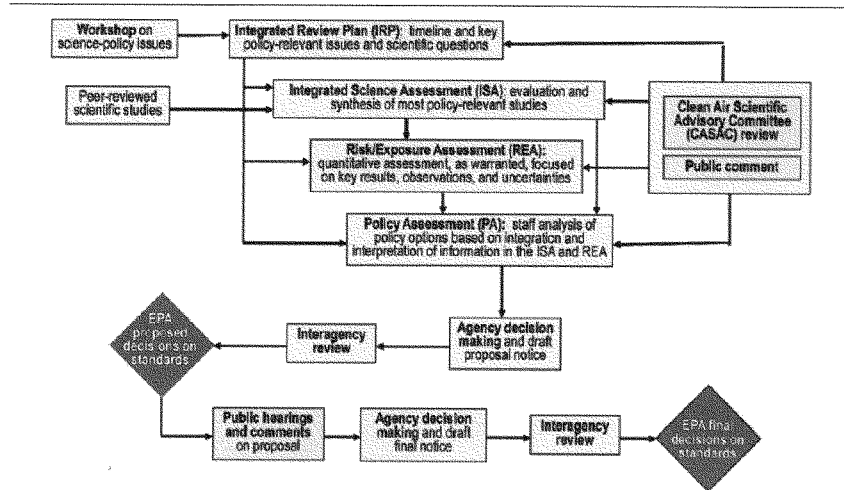 Workshop on
science-policy issues
Integrated Review Plan (IRP): timeline and key
policy-relevant issues and scientific questions
Peer-reviewed
scientific studies
Integrated Science Assessment (ISA): evaluation and
synthesis of most policy-relevant studies
Clean Air Scientific
Advisory Committee
(CASAC) review
Public comment
Risk/Exposure Assessment (REA):
quantitative assessment, as warranted, focused
on key results, observations, and uncertainties
Policy Assessment (PA): staff analysis of
policy options based on integration and
interpretation of information in the ISA and REA
EPA
proposed
decisions on
standards
Interagency
review
Agency decision
making and draft
proposal notice
Public hearings
and comments
on proposal
Agency decision
making and draft
final notice
Interagency
review
EPA final
decisions on
standards